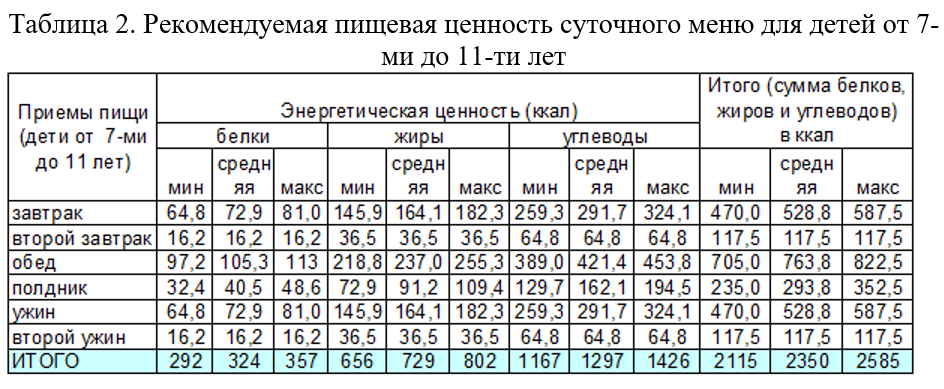 Таблица 2. Рекомендуемая пищевая ценность суточного меню для детей от 7-
ми до 11-ти лет
Приемы пищи (дети от 7-ми до 11 лет) Энергетическая ценность (ккал) Итого (сумма белков, жиров и углеводов) в ккал
белки жиры углеводы
мин средн яя макс мин средн яя макс мин средн яя макс мин средн яя макс
завтрак 64,8 72,9 81,0 145,9 164,1 182,3 259,3 291,7 324,1 470,0 528,8 587,5
второй завтрак 16,2 16,2 16,2 36,5 36,5 36,5 64,8 64,8 64,8 117,5 117,5 117,5
обед 97,2 105,3 113 218,8 237,0 255,3 389,0 421,4 453,8 705,0 763,8 822,5
полдник 32,4 40,5 48,6 72,9 91,2 109,4 129,7 162,1 194,5 235,0 293,8 352,5
ужин 64,8 72,9 81,0 145,9 164,1 182,3 259,3 291,7 324,1 470,0 528,8 587,5
второй ужин 16,2 16,2 16,2 36,5 36,5 36,5 64,8 64,8 64,8 117,5 117,5 117,5
ИТОГО 292 324 357 656 729 802 1167 1297 1426 2115 2350 2585